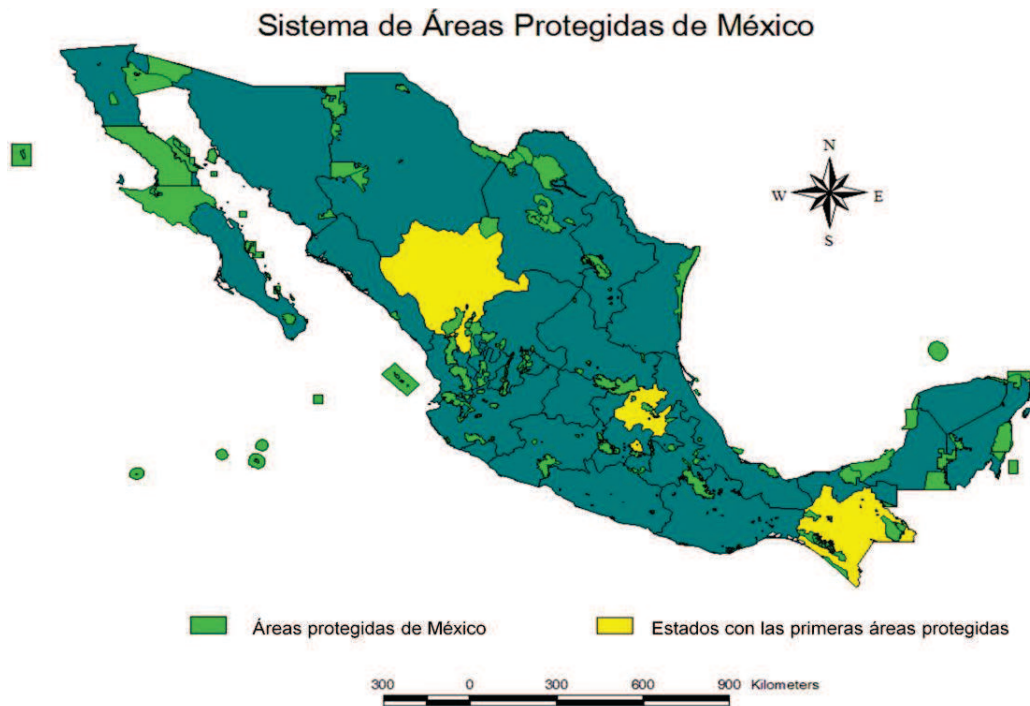 Sistema de Áreas Protegidas de México
N
W E
S
Áreas protegidas de México Estados con las primeras áreas protegidas
300 0 300 600 900 Kilometers